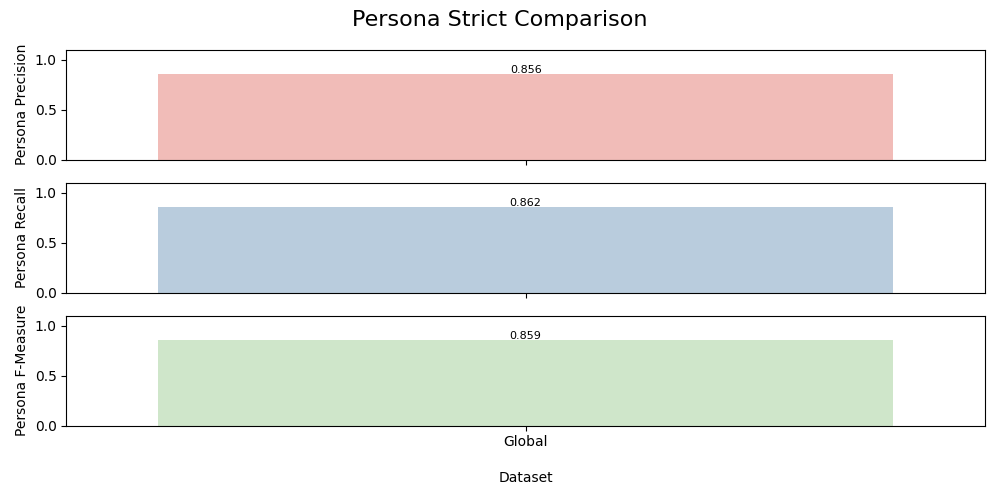 Persona Strict Comparison
Persona Precision
1.0
0.5
0.0
0.856
Persona Recall
1.0
0.5
0.0
0.862
Persona F-Measure
1.0
0.5
0.0
0.859
Global
Dataset